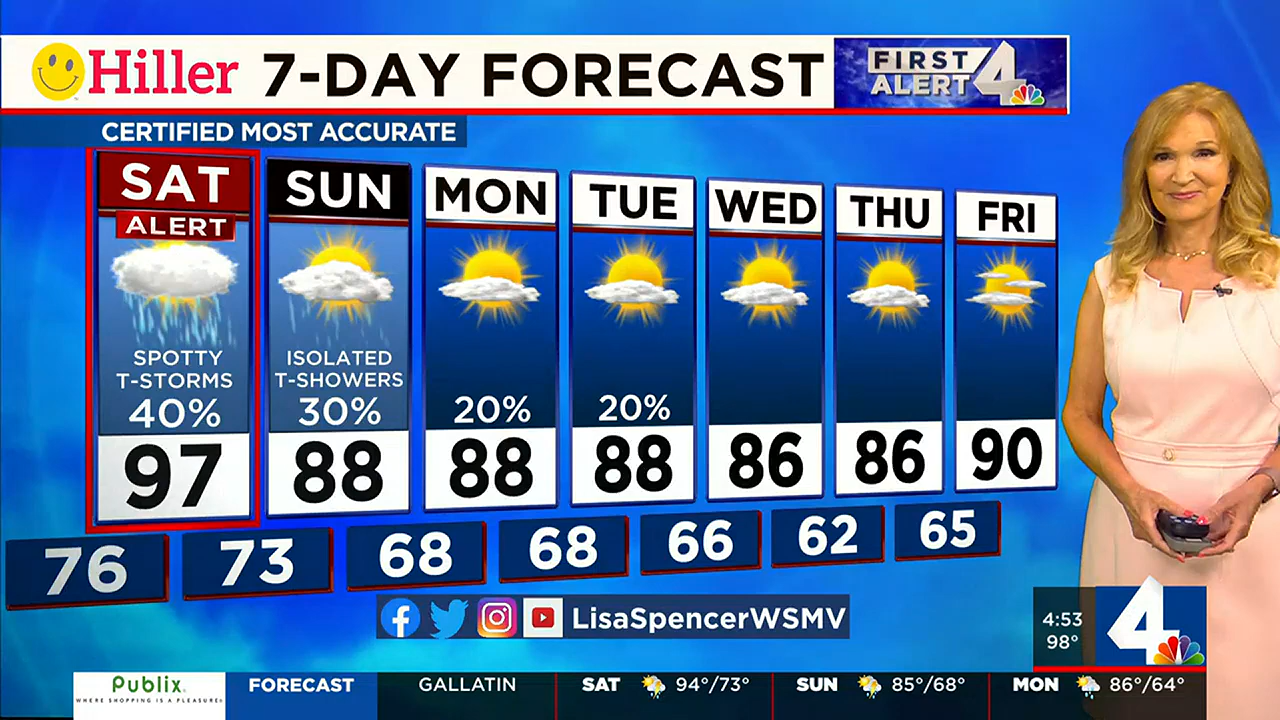 Hiller 7-DAY FORECAST
FIRST
ALERT 4
CERTIFIED MOST ACCURATE
SAT SUN MON TUE WED THU FRI
ALERT
SPOTTY
T-STORMS
ISOLATED
T-SHOWERS
40% 30% 20% 20%
97 88 88 88 86 86 90
76 73 68 68 66 62 65
LisaSpencerWSMV
4:53
98°
4
Publix.
WHERE SHOPPING IS A PLEASURE
FORECAST GALLATIN SAT 94°/73° SUN 85°/68° MON 86°/64°